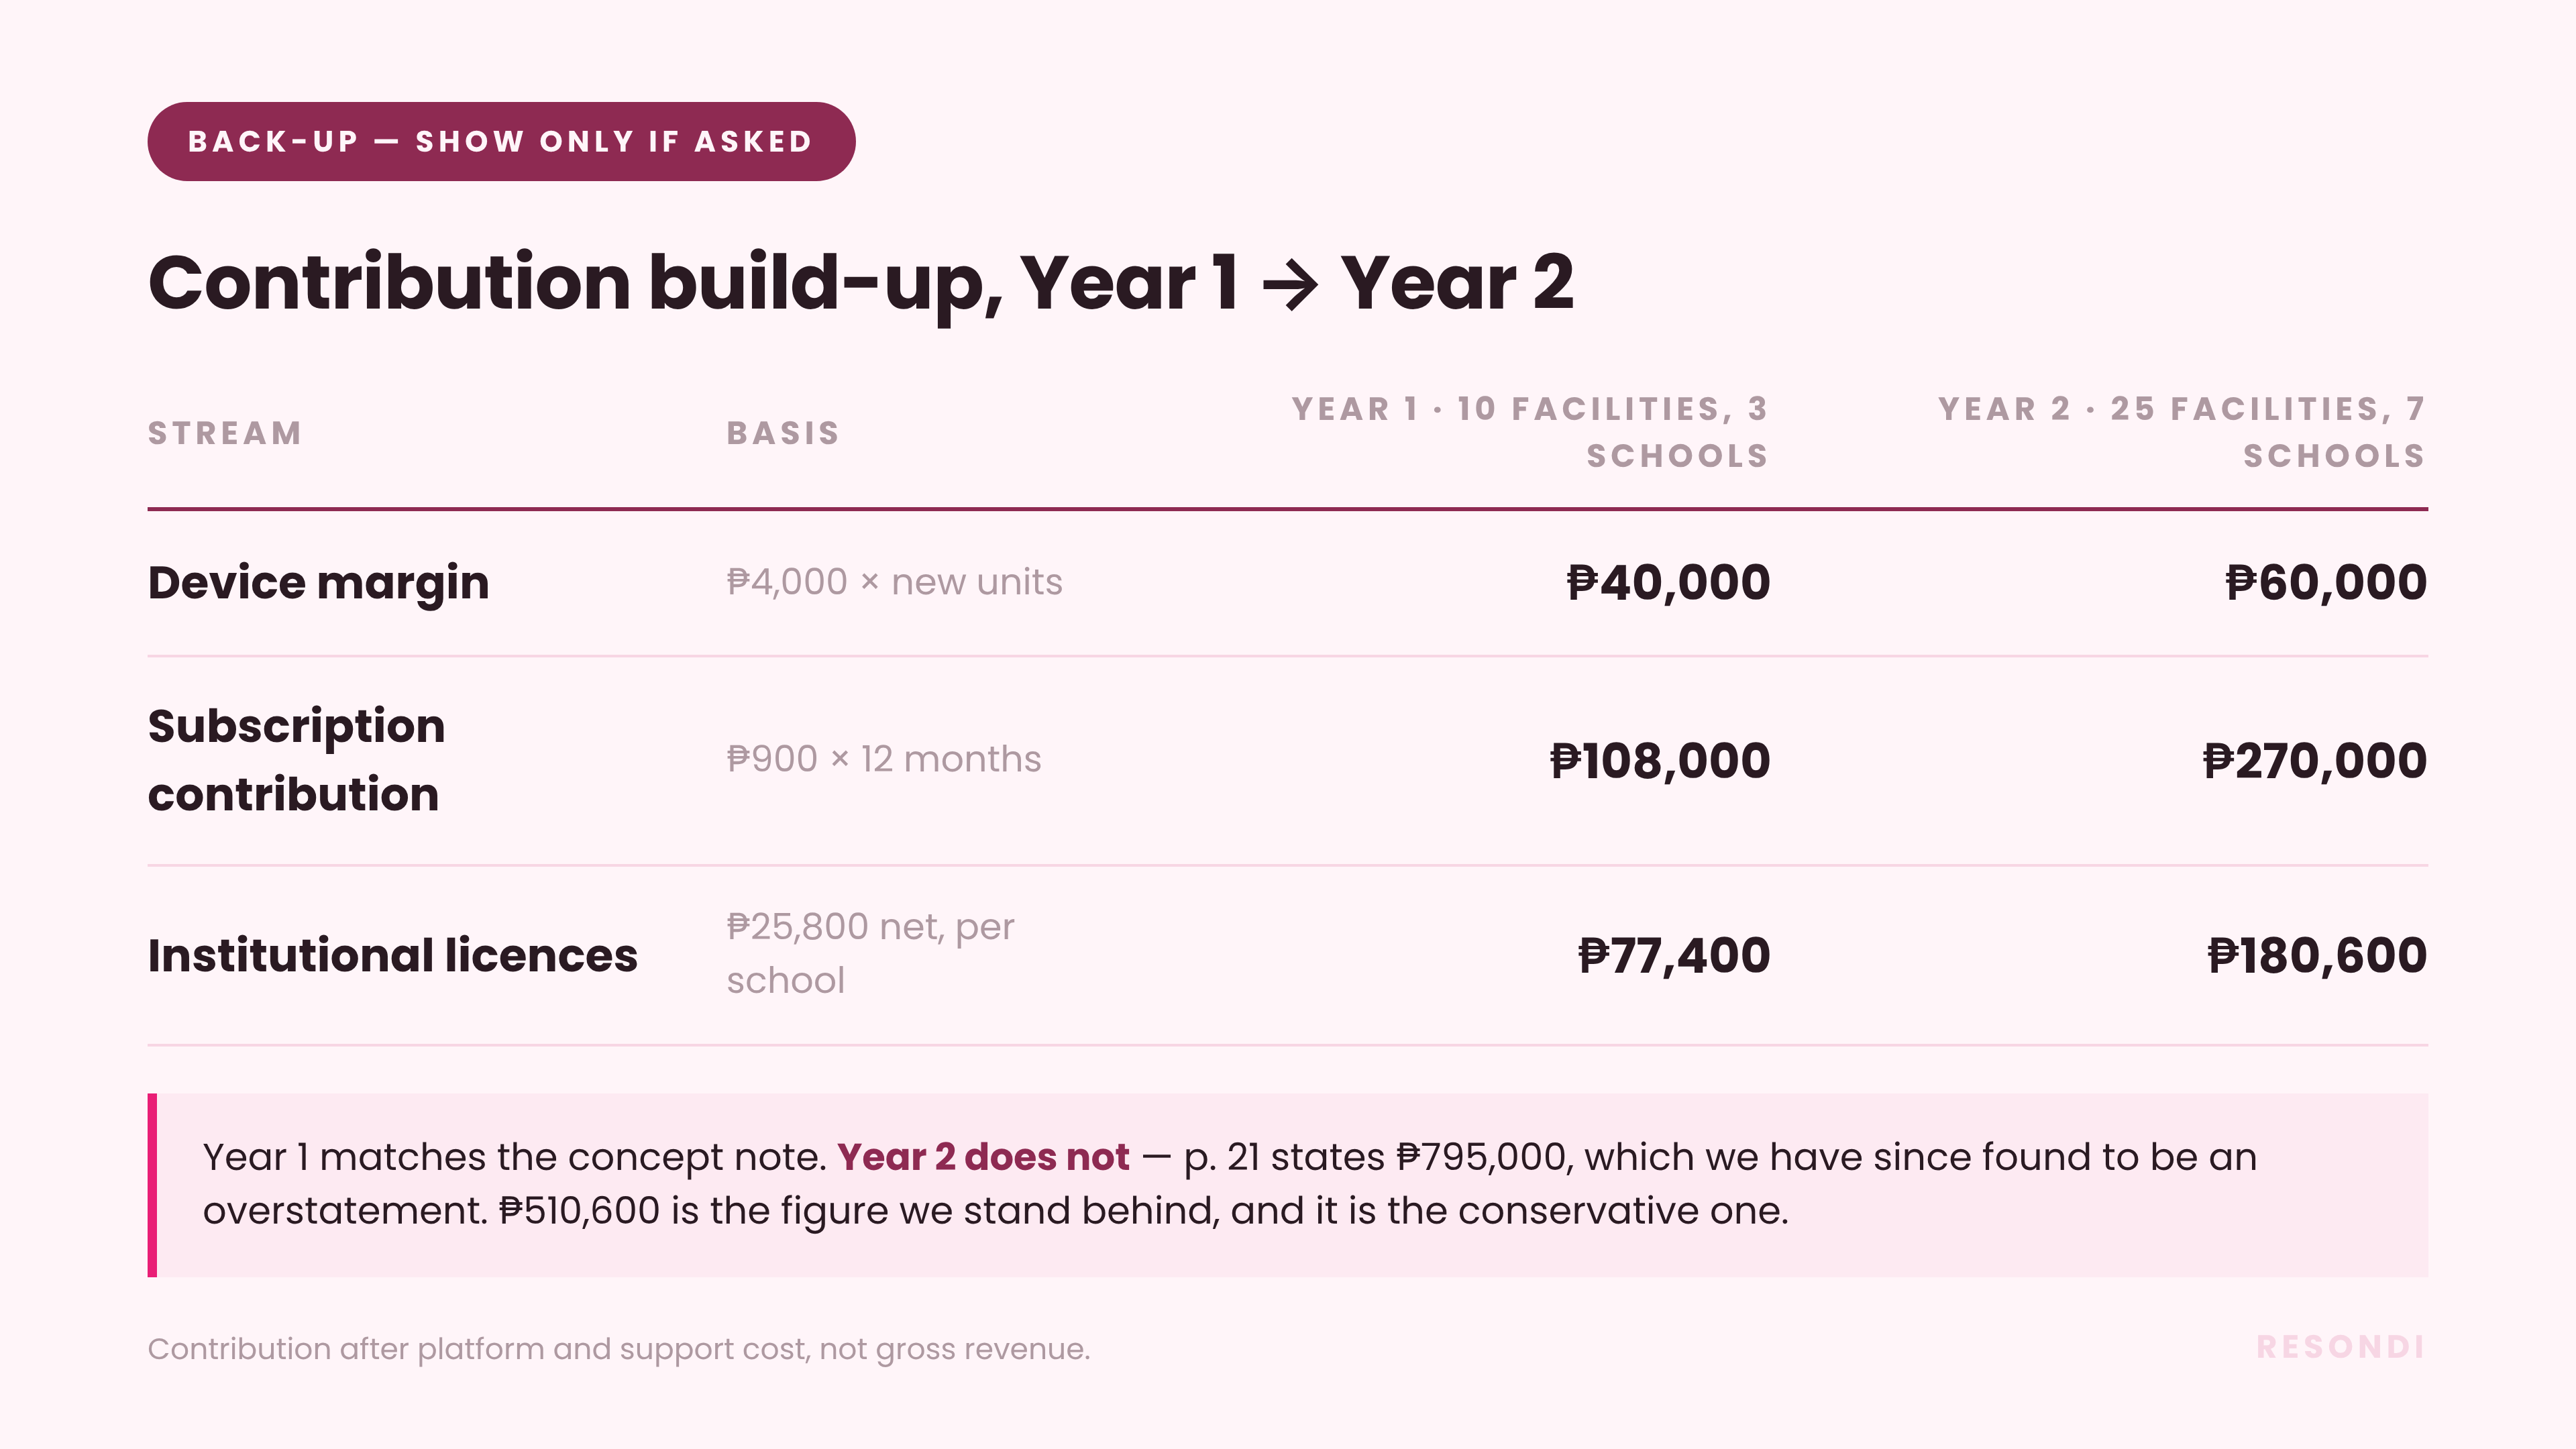 BACK-UP — SHOW ONLY IF ASKED
Contribution build-up, Year 1 → Year 2
STREAM BASIS YEAR 1 · 10 FACILITIES, 3 SCHOOLS YEAR 2 · 25 FACILITIES, 7 SCHOOLS
Device margin ₱4,000 × new units ₱40,000 ₱60,000
Subscription
contribution
₱900 × 12 months ₱108,000 ₱270,000
Institutional licences
₱25,800 net, per
school
₱77,400 ₱180,600
Year 1 matches the concept note. Year 2 does not — p. 21 states ₱795,000, which we have since found to be an
overstatement. ₱510,600 is the figure we stand behind, and it is the conservative one.
Contribution after platform and support cost, not gross revenue.
RESONDI